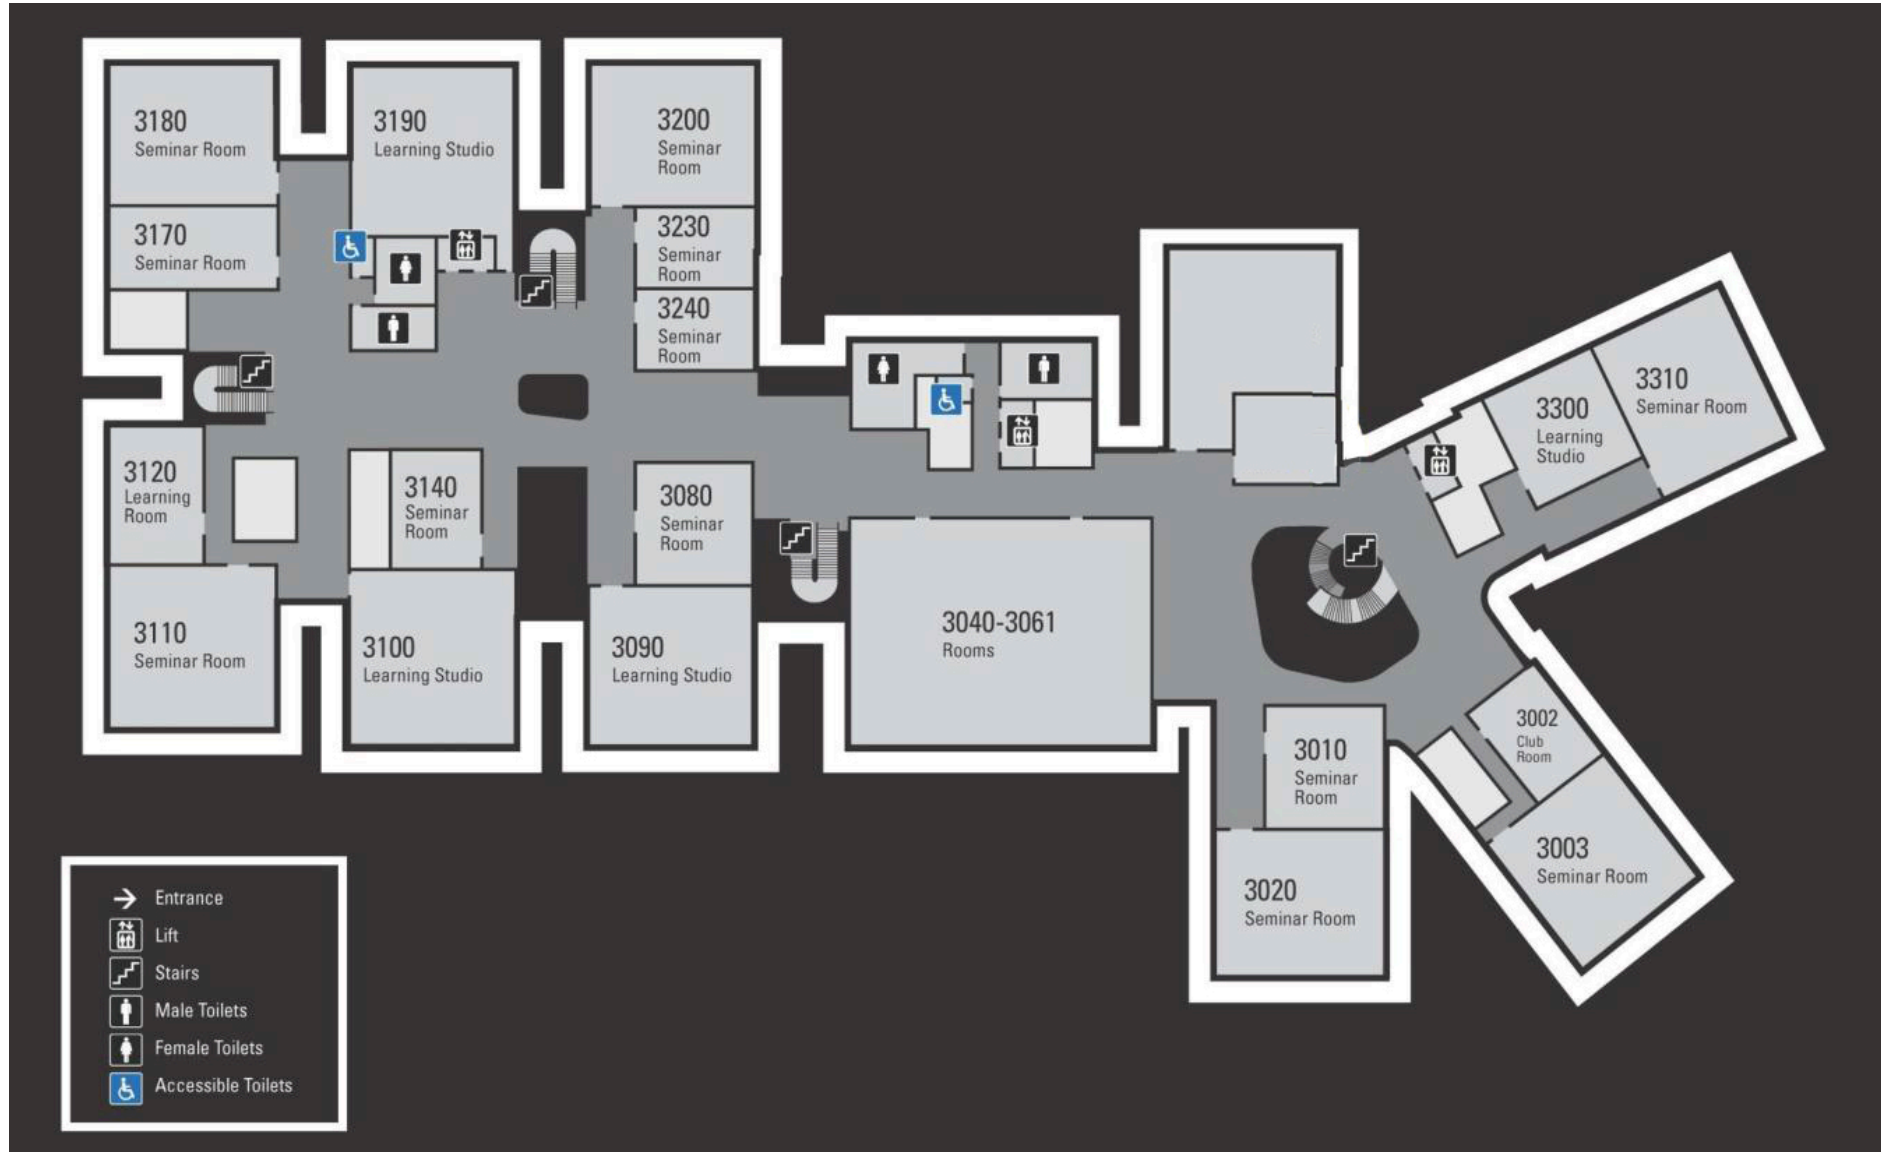 3180
Seminar Room
3190
Learning Studio
3200
Seminar
Room
3170
Seminar Room
3230
Seminar
Room
3240
Seminar
Room
3310
Seminar Room
3300
Learning
Studio
3120
Learning
Room
3140
Seminar
Room
3080
Seminar
Room
3110
Seminar Room
3100
Learning Studio
3090
Learning Studio
3040-3061
Rooms
3002
Club
Room
3010
Seminar
Room
3003
Seminar Room
3020
Seminar Room
Entrance
Lift
Stairs
Male Toilets
Female Toilets
Accessible Toilets